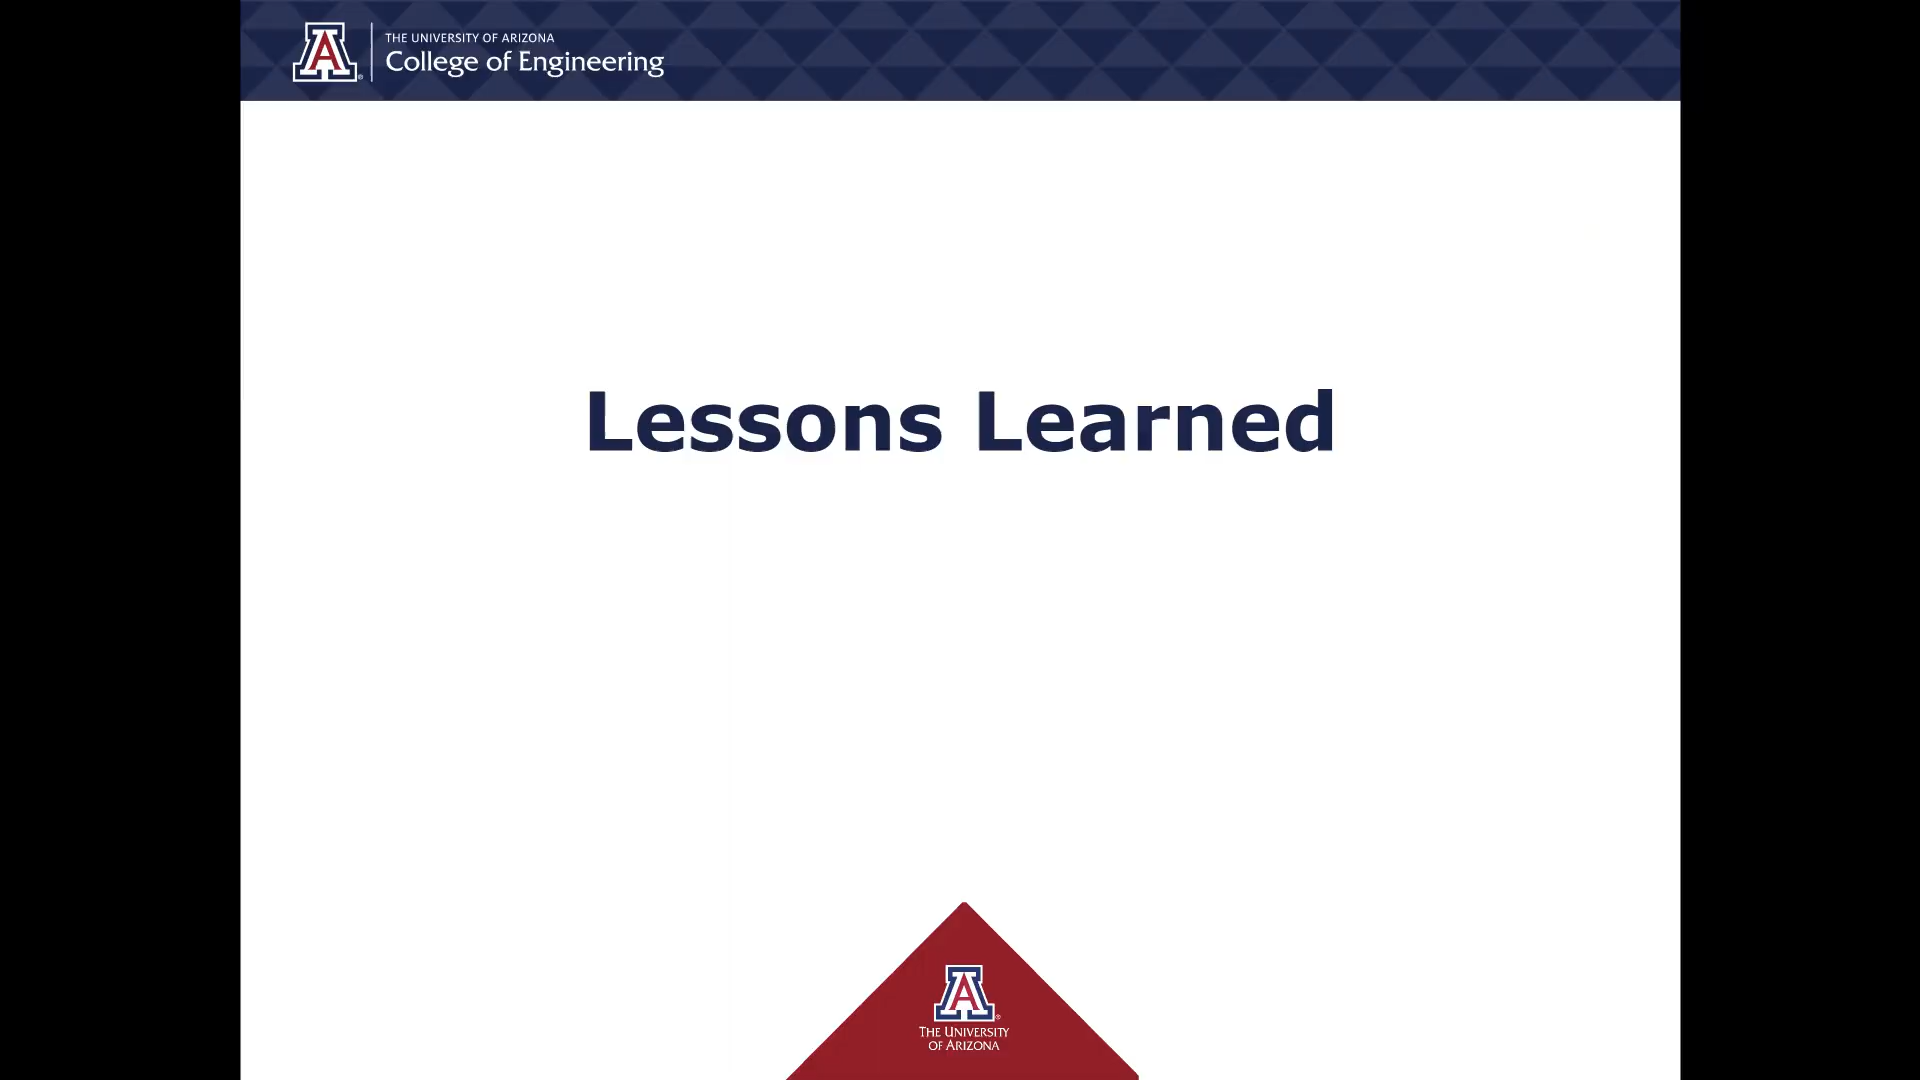 THE UNIVERSITY OF ARIZONA
College of Engineering
Lessons Learned
THE UNIVERSITY
OF ARIZONA